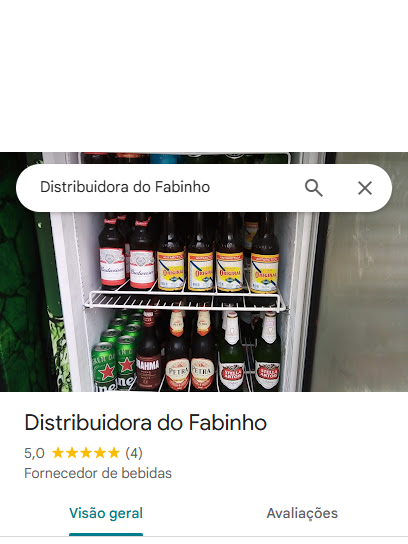 Distribuidora do Fabinho
Budweiser Budweiser ORIGINAL ORIGINAL ORIGINAL ORIGINAL
BRAHMA PETRA PETRA STELLA ARTOIS STELLA ARTOIS
Distribuidora do Fabinho
5,0 (4)
Fornecedor de bebidas
Visão geral Avaliações